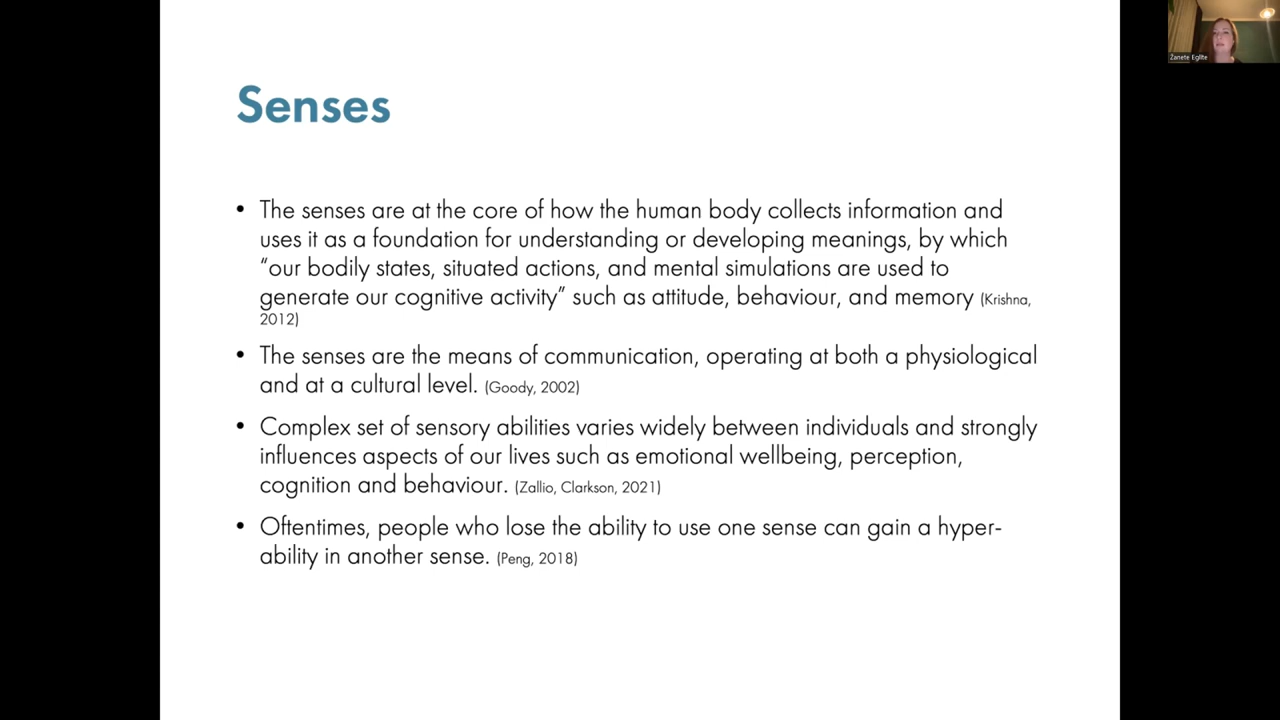 Senses
• The senses are at the core of how the human body collects information and
uses it as a foundation for understanding or developing meanings, by which
“our bodily states, situated actions, and mental simulations are used to
generate our cognitive activity” such as attitude, behaviour, and memory (Krishna,
2012)
• The senses are the means of communication, operating at both a physiological
and at a cultural level. (Goody, 2002)
• Complex set of sensory abilities varies widely between individuals and strongly
influences aspects of our lives such as emotional wellbeing, perception,
cognition and behaviour. (Zallio, Clarkson, 2021)
• Oftentimes, people who lose the ability to use one sense can gain a hyper-
ability in another sense. (Peng, 2018)
Zanete Eglite